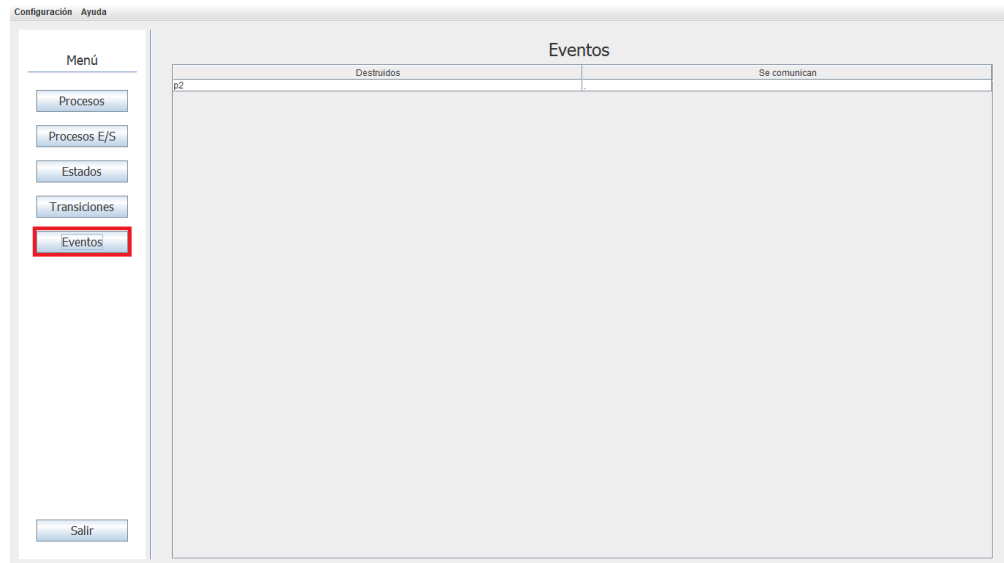 Configuración Ayuda
Menú
Procesos
Procesos E/S
Estados
Transiciones
Eventos
Salir
Eventos
Destruidos Se comunican
p2 .